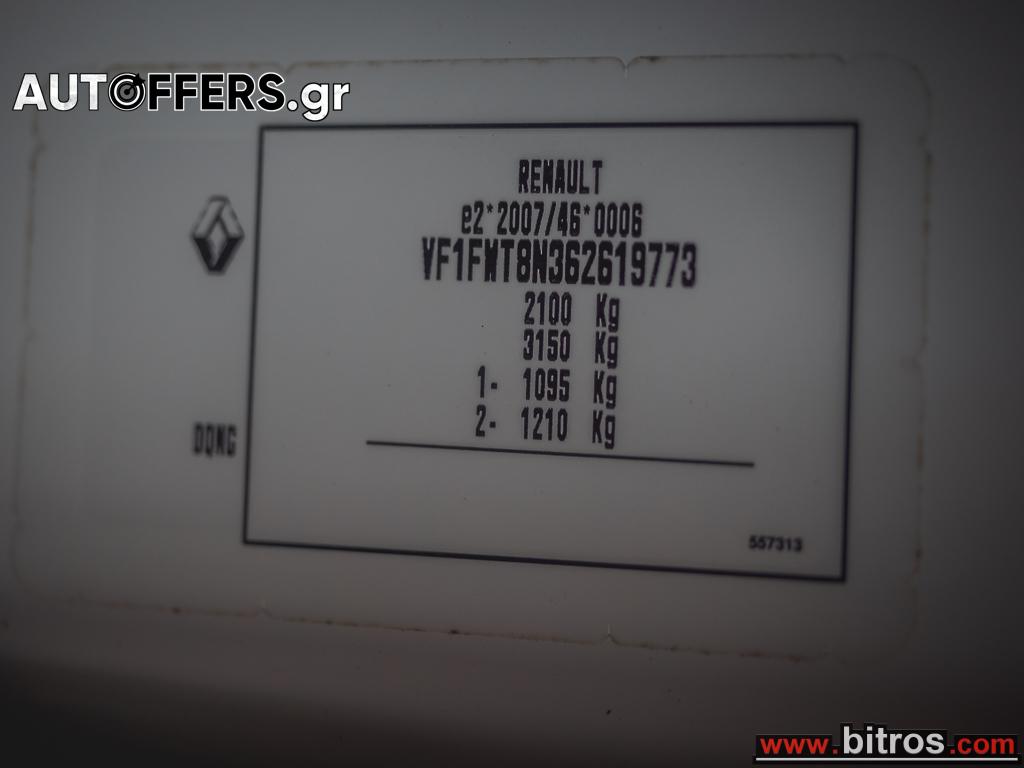 AUTOFFERS.gr
RENAULT
e2*2007/46*0006
VF1FWT8N362619773
2100 Kg
3150 Kg
1- 1095 Kg
2- 1210 Kg
DQNG
557313
www.bitros.com